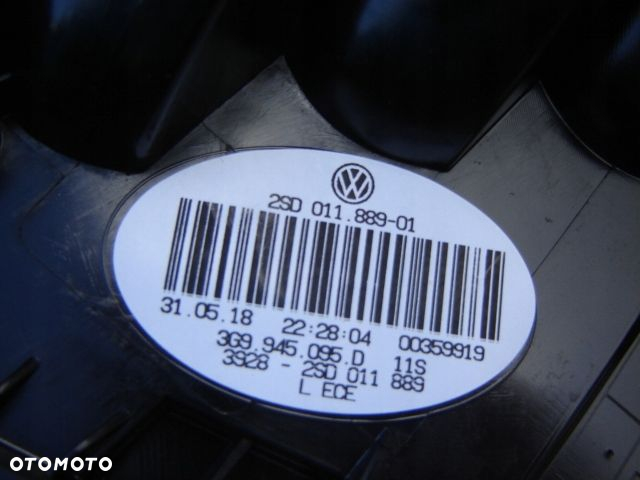 2SD 011.889-01
31.05.18 22:28:04 00359919
3G9.945.095.D 11S
3928 - 2SD 011 889
L ECE
OTOMOTO